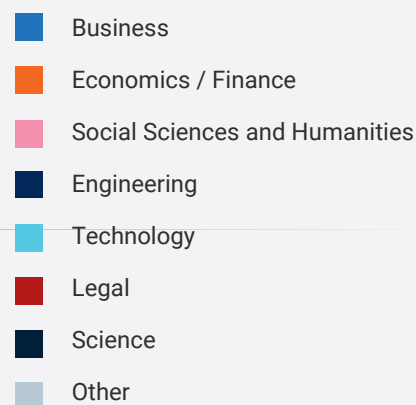 Business
Economics / Finance
Social Sciences and Humanities
Engineering
Technology
Legal
Science
Other